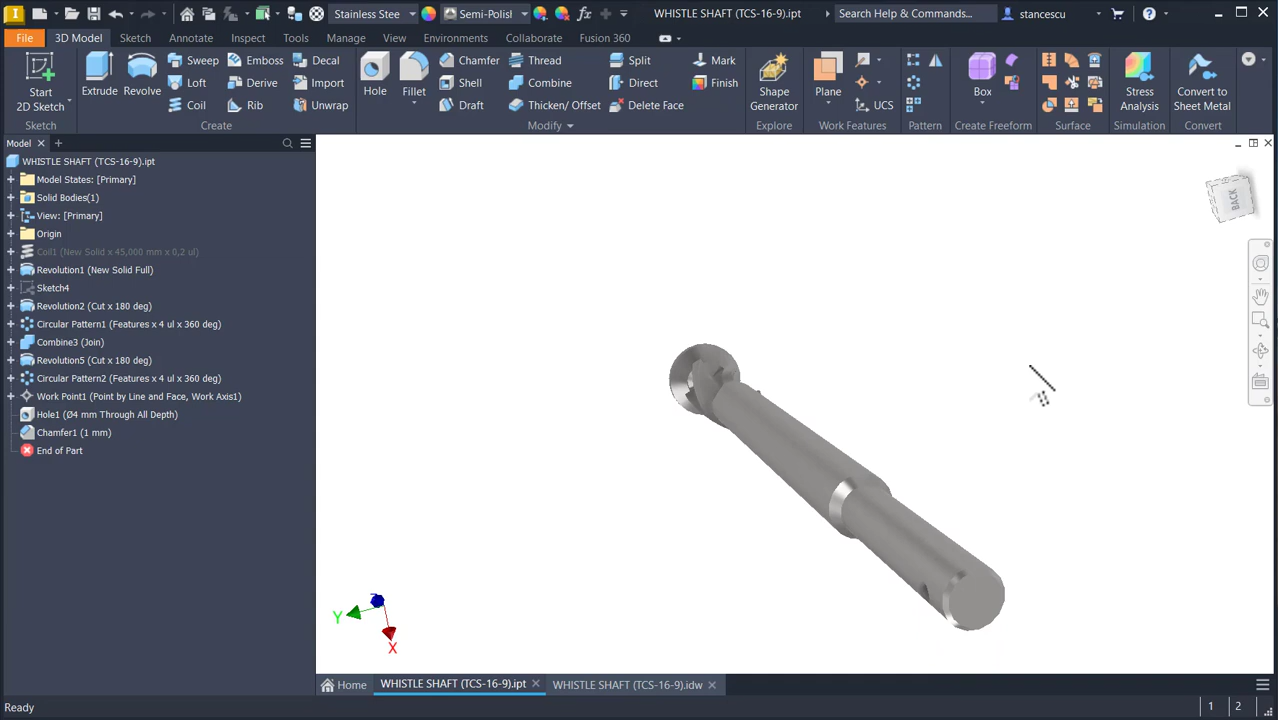 Stainless Stee
Semi-Polisl
WHISTLE SHAFT (TCS-16-9).ipt
Search Help & Commands...
stancescu
File
3D Model
Sketch
Annotate
Inspect
Tools
Manage
View
Environments
Collaborate
Fusion 360
Start
2D Sketch
Extrude
Revolve
Sweep
Loft
Coil
Emboss
Derive
Rib
Decal
Import
Unwrap
Hole
Fillet
Chamfer
Shell
Draft
Thread
Combine
Thicken/ Offset
Split
Direct
Delete Face
Mark
Finish
Shape
Generator
Plane
UCS
Box
Stress
Analysis
Convert to
Sheet Metal
Sketch
Create
Modify
Explore
Work Features
Pattern
Create Freeform
Surface
Simulation
Convert
Model
WHISTLE SHAFT (TCS-16-9).ipt
Model States: [Primary]
Solid Bodies(1)
View: [Primary]
Origin
Coil1 (New Solid x 45,000 mm x 0,2 ul)
Revolution1 (New Solid Full)
Sketch4
Revolution2 (Cut x 180 deg)
Circular Pattern1 (Features x 4 ul x 360 deg)
Combine3 (Join)
Revolution5 (Cut x 180 deg)
Circular Pattern2 (Features x 4 ul x 360 deg)
Work Point1 (Point by Line and Face, Work Axis1)
Hole1 (Ø4 mm Through All Depth)
Chamfer1 (1 mm)
End of Part
BACK
Z
Y
X
Home
WHISTLE SHAFT (TCS-16-9).ipt
WHISTLE SHAFT (TCS-16-9).idw
Ready
1
2